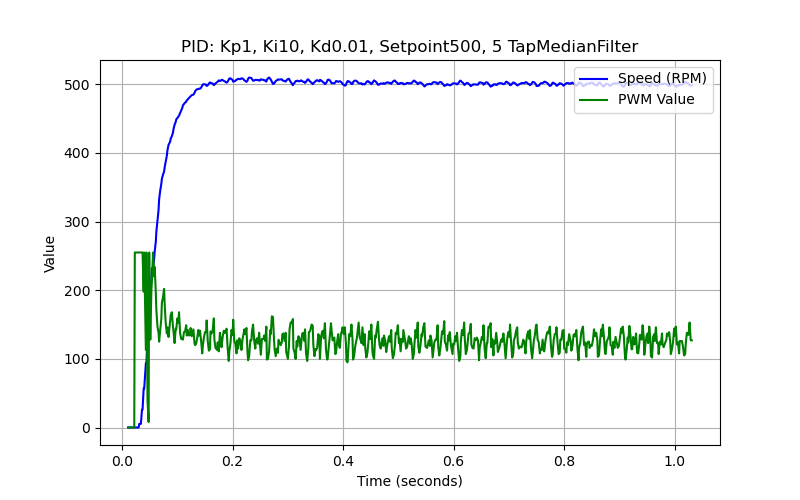 PID: Kp1, Ki10, Kd0.01, Setpoint500, 5 TapMedianFilter
Speed (RPM)
PWM Value
500
400
300
200
100
0
Value
0.0 0.2 0.4 0.6 0.8 1.0
Time (seconds)